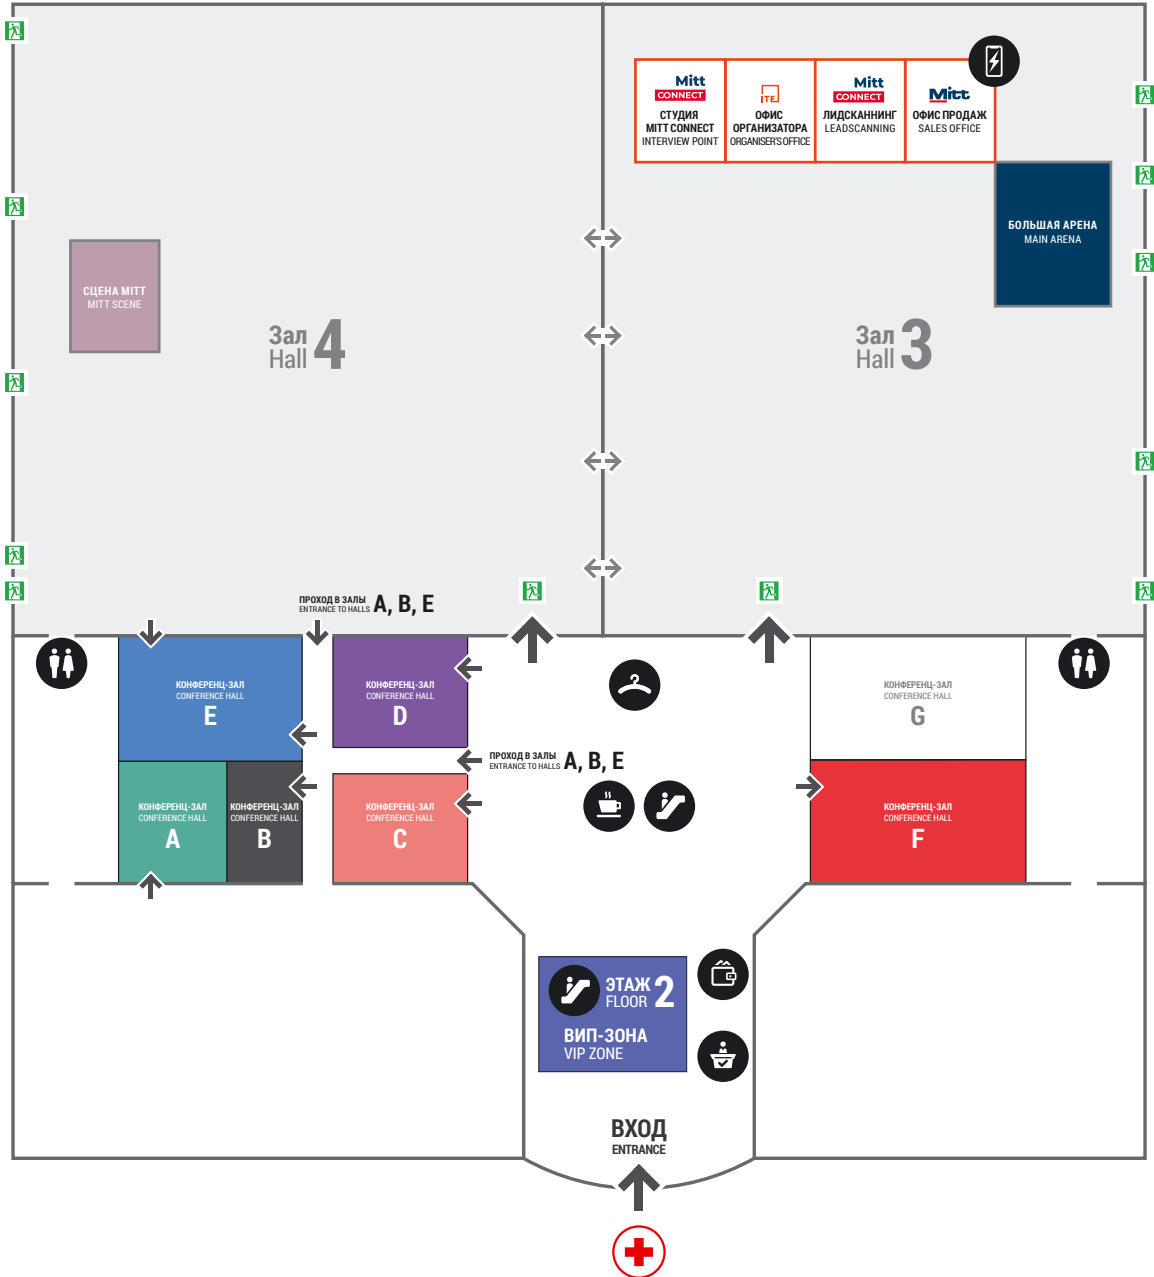 Mitt
CONNECT
СТУДИЯ
MITT CONNECT
INTERVIEW POINT
ITE
ОФИС
ОРГАНИЗАТОРА
ORGANISER'S OFFICE
Mitt
CONNECT
ЛИДСКАННИНГ
LEADSCANNING
Mitt
ОФИС ПРОДАЖ
SALES OFFICE
БОЛЬШАЯ АРЕНА
MAIN ARENA
СЦЕНА MITT
MITT SCENE
Зал
Hall 4
Зал
Hall 3
ПРОХОД В ЗАЛЫ
ENTRANCE TO HALLS A, B, E
КОНФЕРЕНЦ-ЗАЛ
CONFERENCE HALL
E
КОНФЕРЕНЦ-ЗАЛ
CONFERENCE HALL
D
КОНФЕРЕНЦ-ЗАЛ
CONFERENCE HALL
G
ПРОХОД В ЗАЛЫ
ENTRANCE TO HALLS A, B, E
КОНФЕРЕНЦ-ЗАЛ
CONFERENCE HALL
A
КОНФЕРЕНЦ-ЗАЛ
CONFERENCE HALL
B
КОНФЕРЕНЦ-ЗАЛ
CONFERENCE HALL
C
КОНФЕРЕНЦ-ЗАЛ
CONFERENCE HALL
F
ЭТАЖ
FLOOR 2
ВИП-ЗОНА
VIP ZONE
ВХОД
ENTRANCE